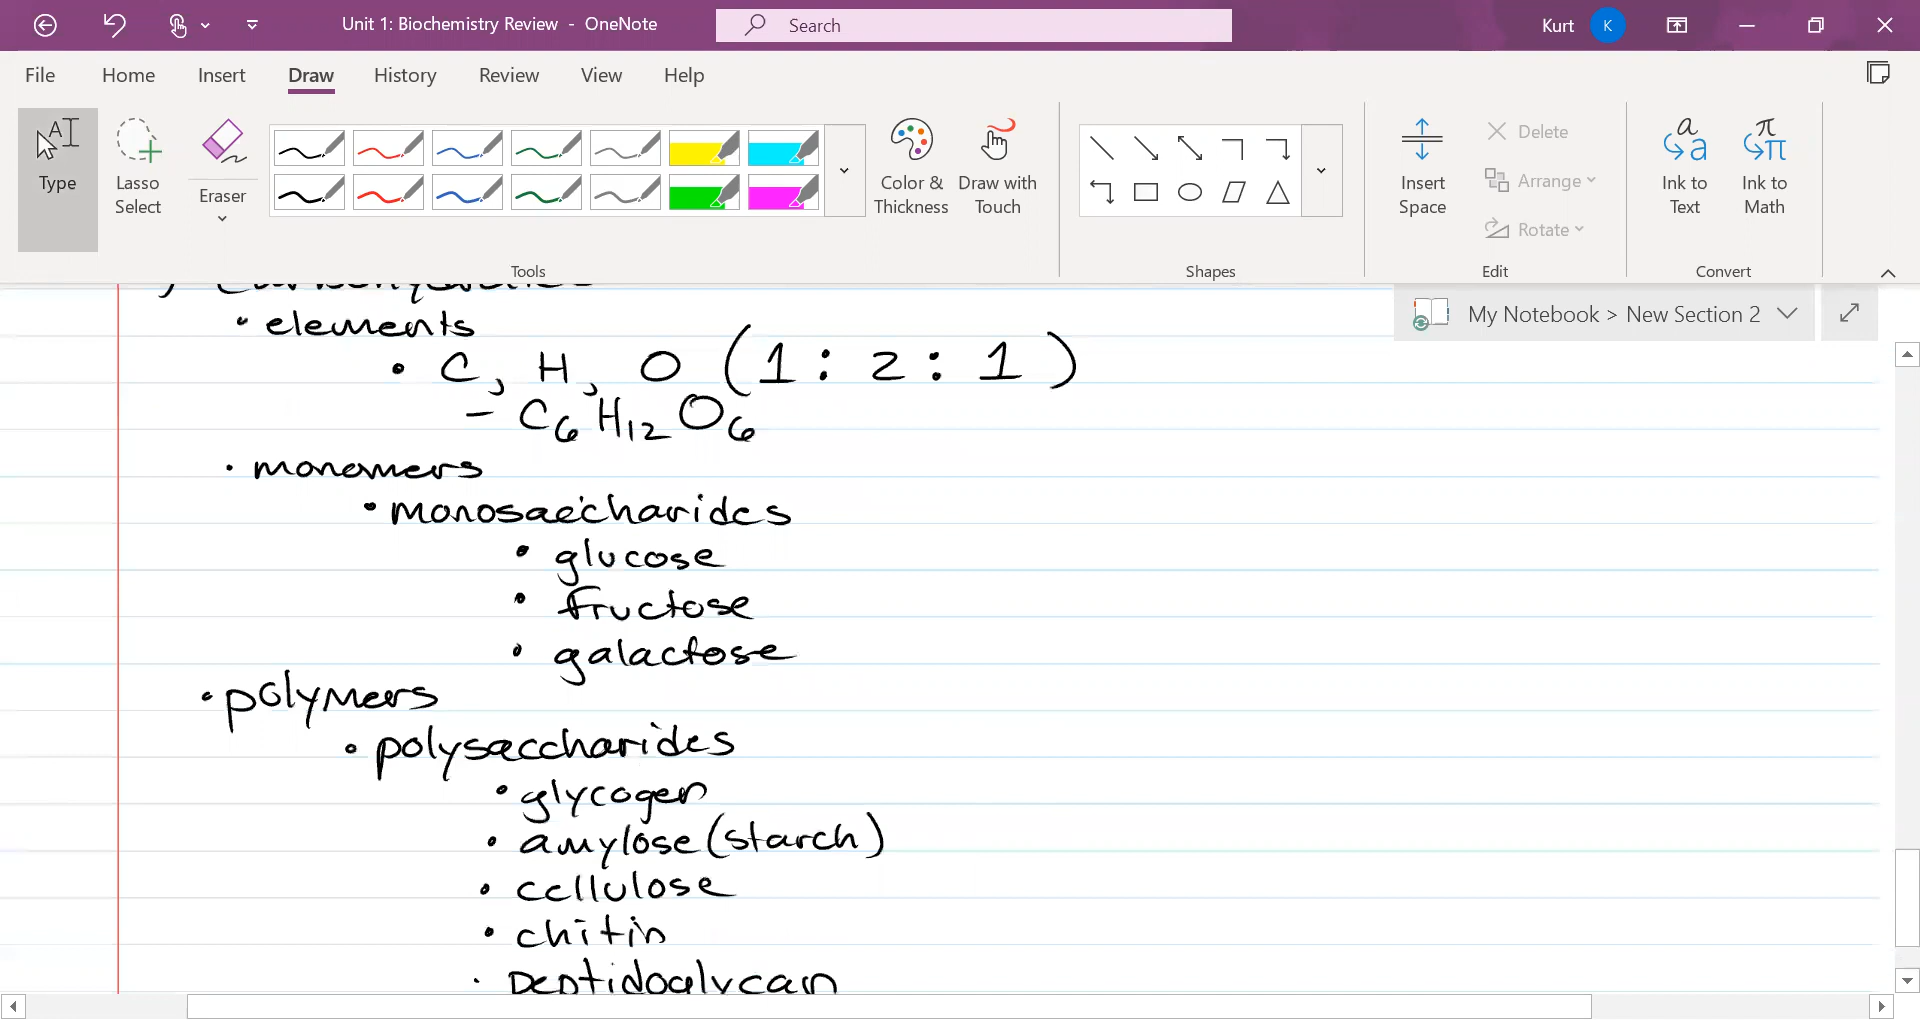 Unit 1: Biochemistry Review - OneNote
Search
Kurt
K
File Home Insert Draw History Review View Help
Type
Lasso Select
Eraser
Color & Thickness
Draw with Touch
Insert Space
Delete
Arrange
Rotate
Ink to Text
Ink to Math
Tools
Shapes
Edit
Convert
My Notebook > New Section 2
) Carbohydrates
• elements
• C, H, O (1 : 2 : 1)
- C6H12O6
• monomers
• monosaccharides
• glucose
• fructose
• galactose
• polymers
• polysaccharides
• glycogen
• amylose (starch)
• cellulose
• chitin
• peptidoglycan